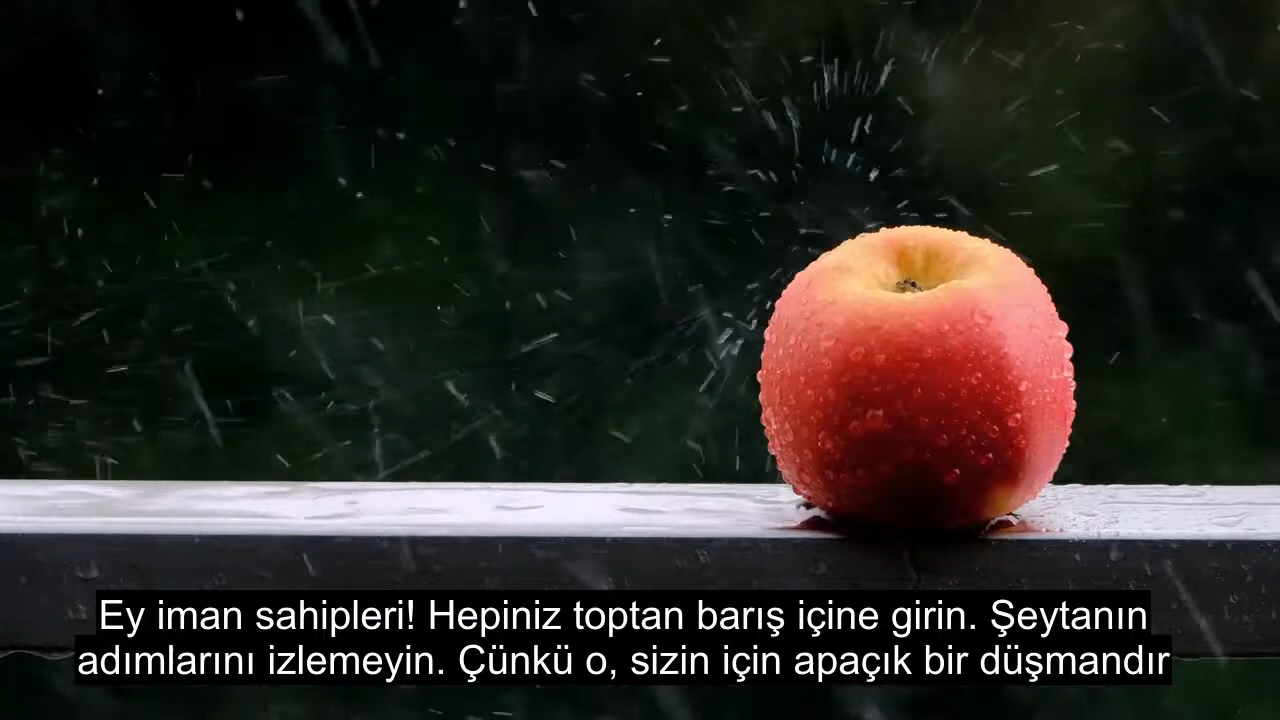 Ey iman sahipleri! Hepiniz toptan barış içine girin. Şeytanın
adımlarını izlemeyin. Çünkü o, sizin için apaçık bir düşmandır